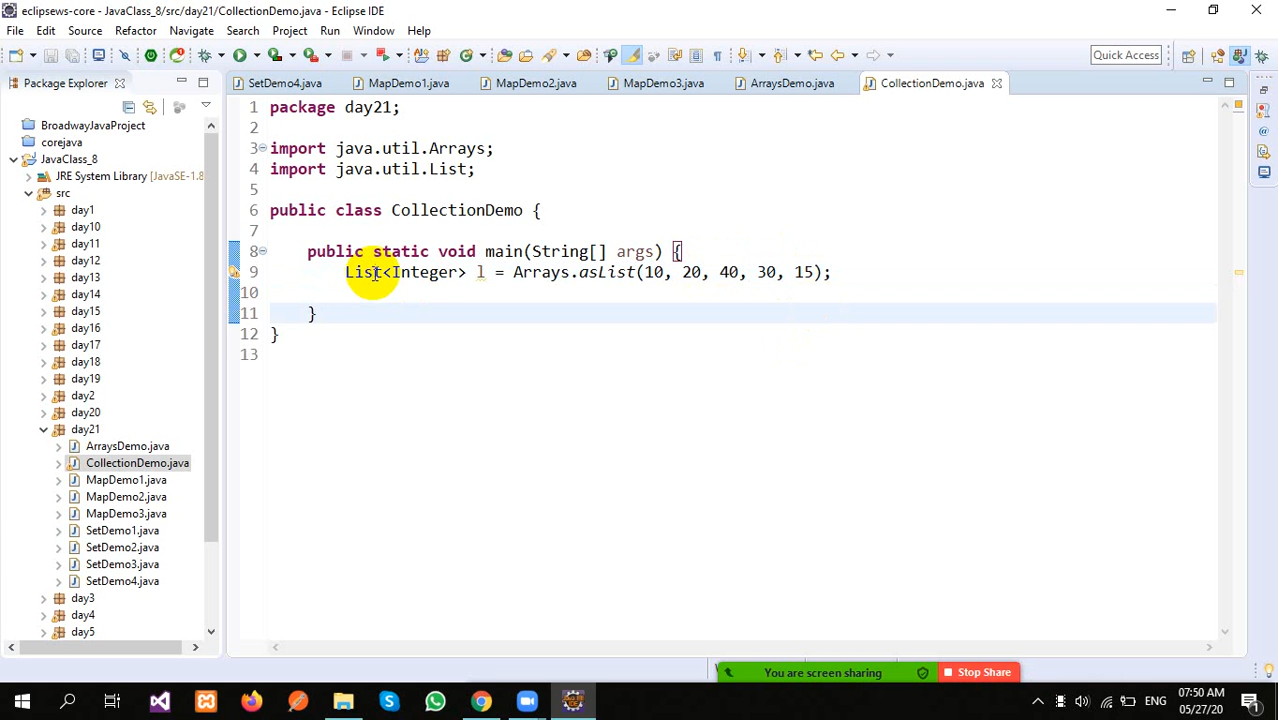 eclipsews-core - JavaClass_8/src/day21/CollectionDemo.java - Eclipse IDE
File Edit Source Refactor Navigate Search Project Run Window Help
Quick Access
Package Explorer
SetDemo4.java MapDemo1.java MapDemo2.java MapDemo3.java ArraysDemo.java CollectionDemo.java
BroadwayJavaProject
corejava
JavaClass_8
JRE System Library [JavaSE-1.8
src
day1
day10
day11
day12
day13
day14
day15
day16
day17
day18
day19
day2
day20
day21
ArraysDemo.java
CollectionDemo.java
MapDemo1.java
MapDemo2.java
MapDemo3.java
SetDemo1.java
SetDemo2.java
SetDemo3.java
SetDemo4.java
day3
day4
day5
1 package day21;
2
3 import java.util.Arrays;
4 import java.util.List;
5
6 public class CollectionDemo {
7
8 public static void main(String[] args) {
9 List<Integer> l = Arrays.asList(10, 20, 40, 30, 15);
10
11 }
12 }
13
You are screen sharing Stop Share
ENG
07:50 AM
05/27/20
1